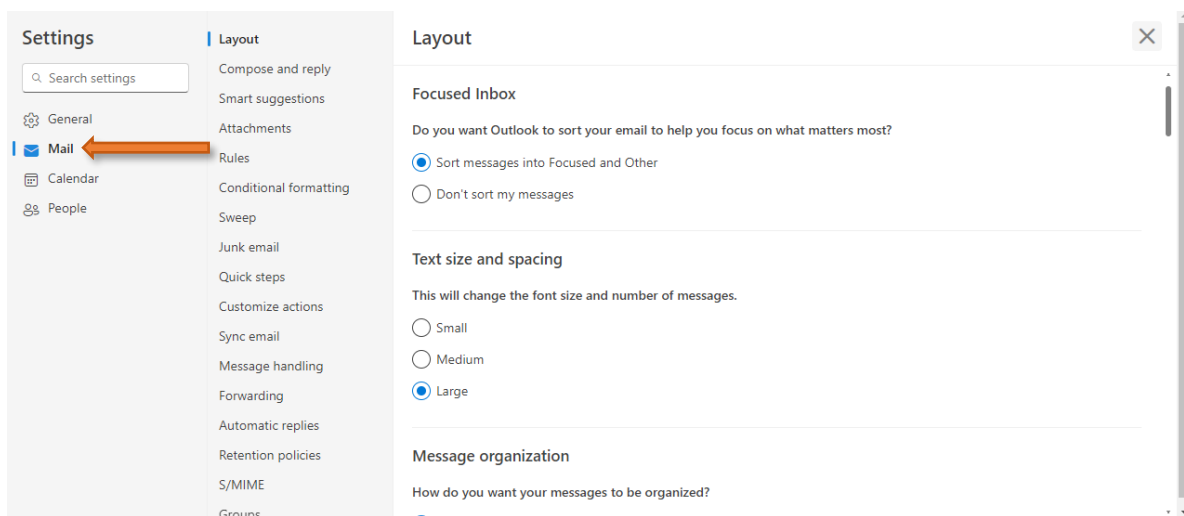 Settings
Search settings
General
Mail
Calendar
People
Layout
Compose and reply
Smart suggestions
Attachments
Rules
Conditional formatting
Sweep
Junk email
Quick steps
Customize actions
Sync email
Message handling
Forwarding
Automatic replies
Retention policies
S/MIME
Groups
Layout
Focused Inbox
Do you want Outlook to sort your email to help you focus on what matters most?
Sort messages into Focused and Other
Don't sort my messages
Text size and spacing
This will change the font size and number of messages.
Small
Medium
Large
Message organization
How do you want your messages to be organized?